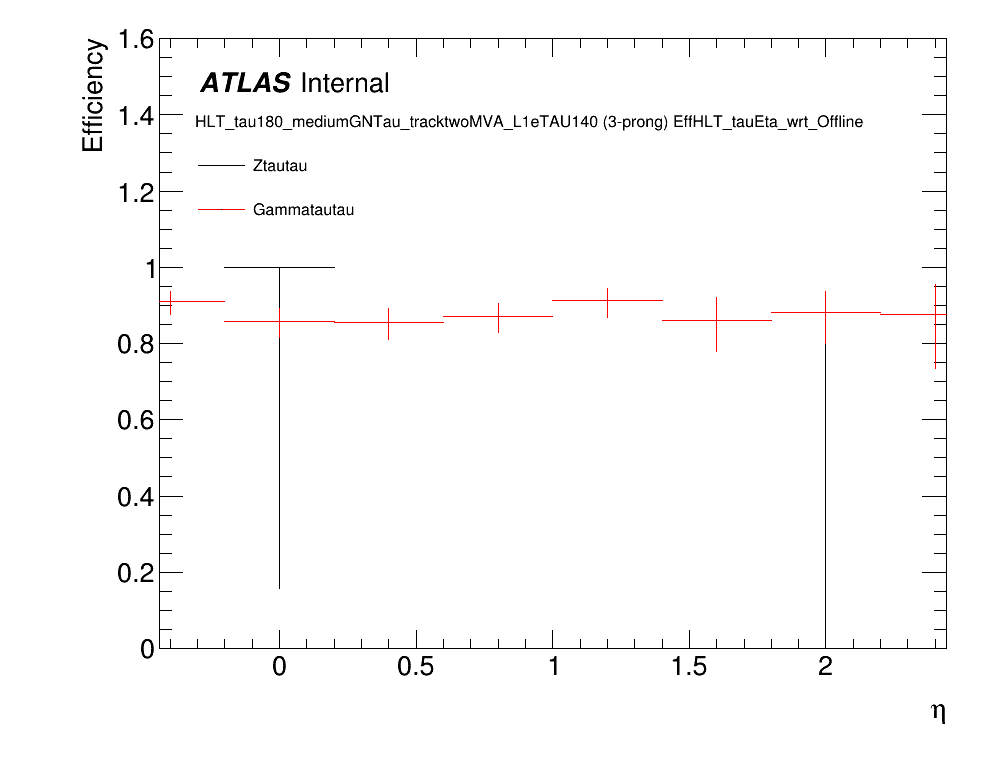 Efficiency
1.6
1.4
1.2
1
0.8
0.6
0.4
0.2
0
ATLAS Internal
HLT_tau180_mediumGNTau_tracktwoMVA_L1eTAU140 (3-prong) EffHLT_tauEta_wrt_Offline
Ztautau
Gammatautau
0 0.5 1 1.5 2
η